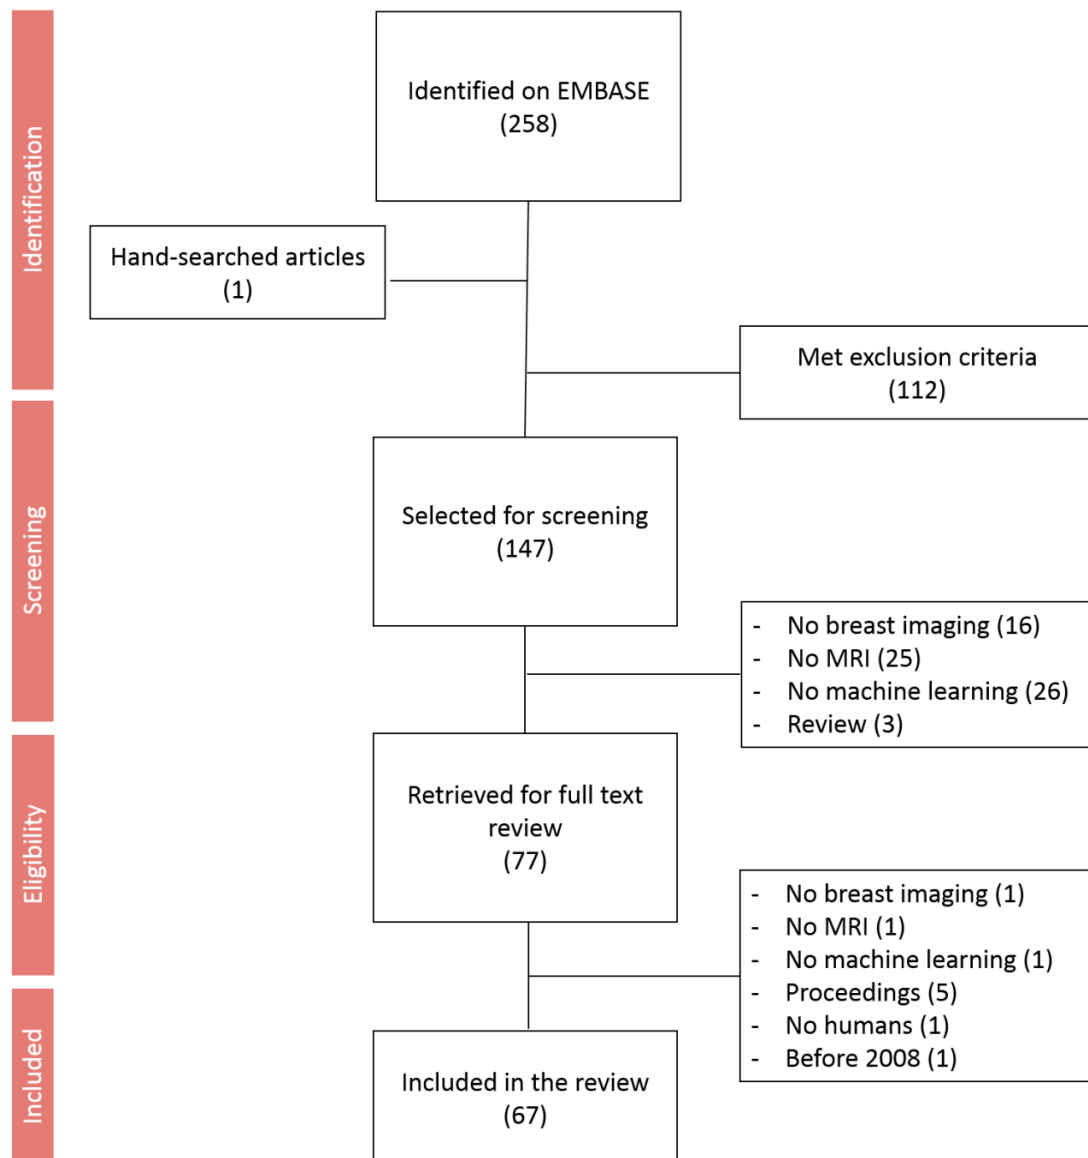 Identification
Identified on EMBASE
(258)
Hand-searched articles
(1)
Met exclusion criteria
(112)
Screening
Selected for screening
(147)
- No breast imaging (16)
- No MRI (25)
- No machine learning (26)
- Review (3)
Eligibility
Retrieved for full text
review
(77)
- No breast imaging (1)
- No MRI (1)
- No machine learning (1)
- Proceedings (5)
- No humans (1)
- Before 2008 (1)
Included
Included in the review
(67)